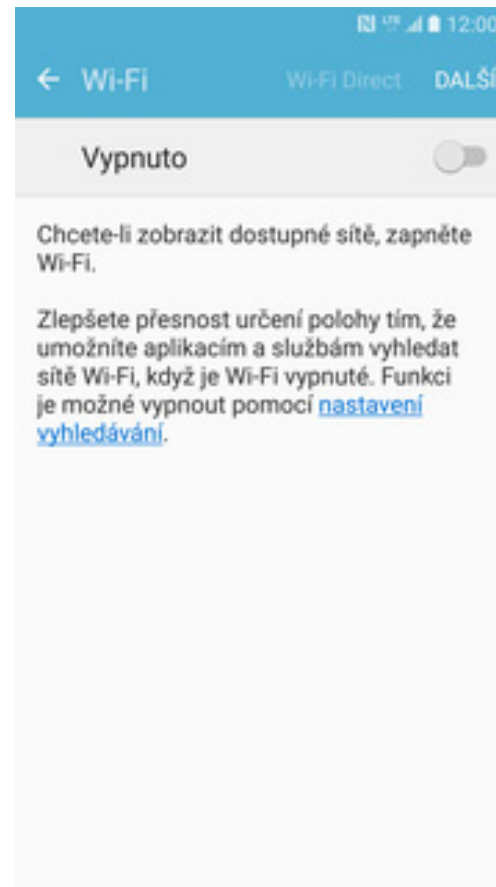 LTE 12:00
Wi-Fi Wi-Fi Direct DALŠÍ
Vypnuto
Chcete-li zobrazit dostupné sítě, zapněte
Wi-Fi.
Zlepšete přesnost určení polohy tím, že
umožníte aplikacím a službám vyhledat
sítě Wi-Fi, když je Wi-Fi vypnuté. Funkci
je možné vypnout pomocí nastavení
vyhledávání.